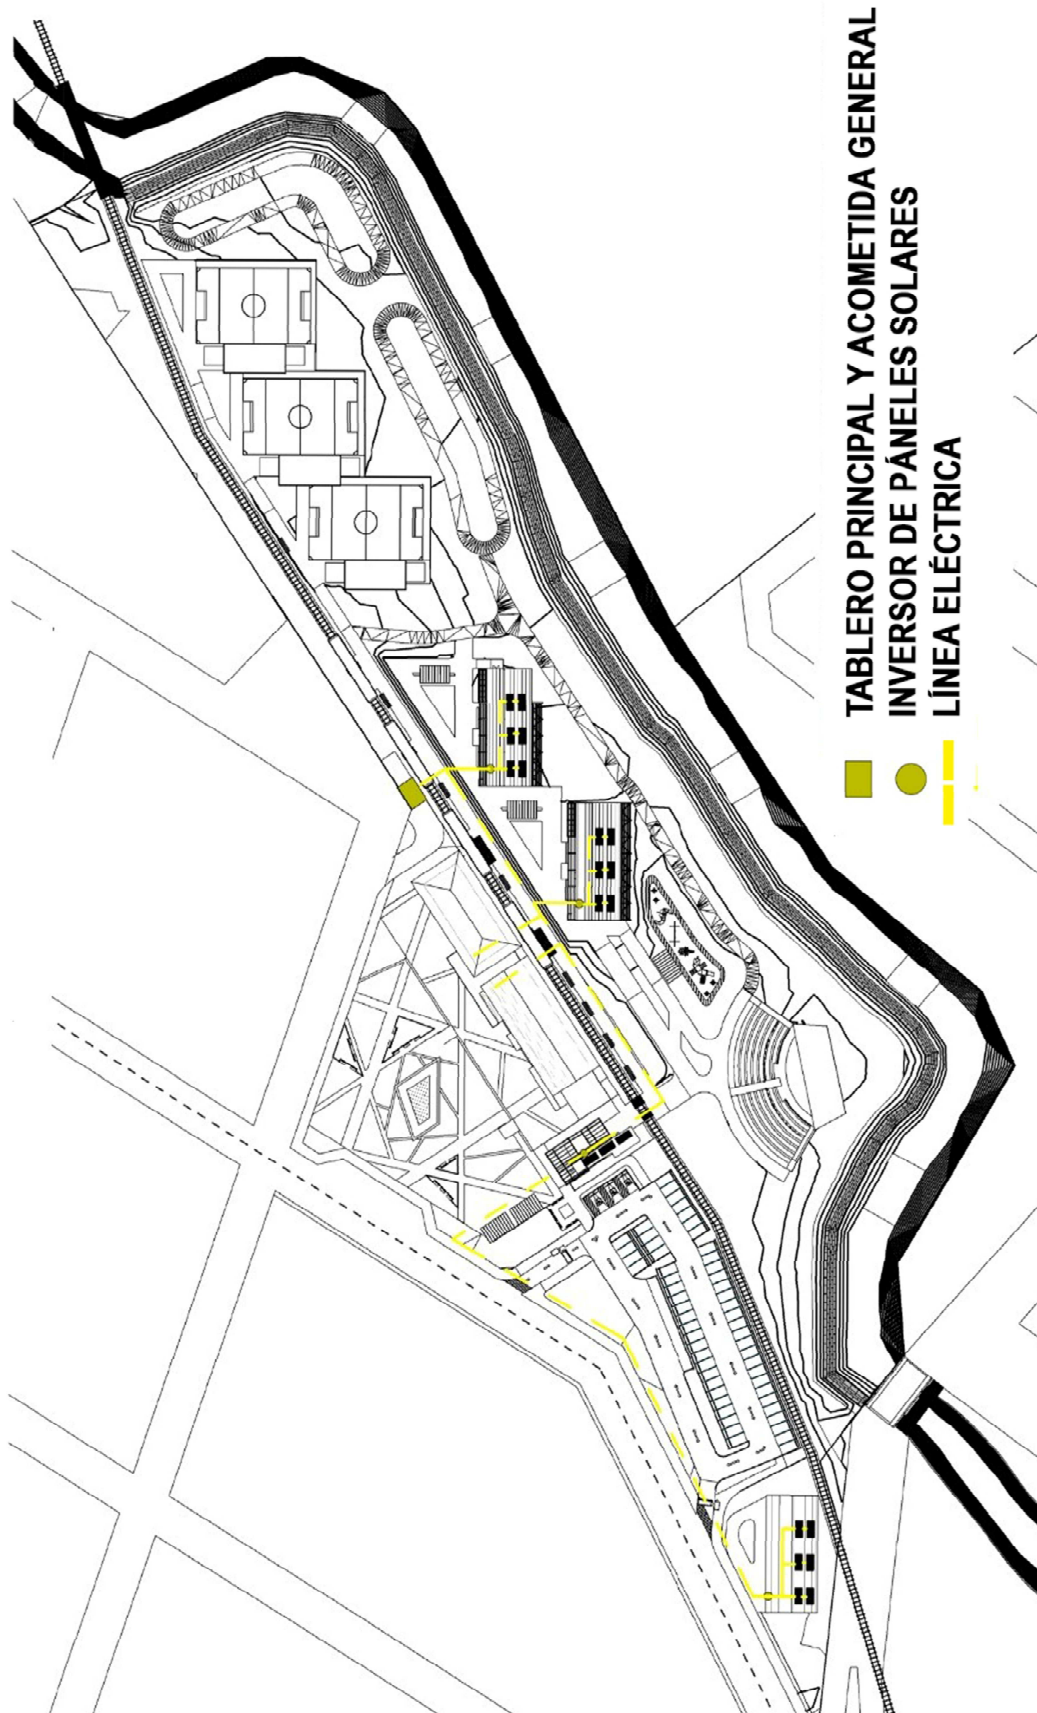 TABLERO PRINCIPAL Y ACOMETIDA GENERAL
INVERSOR DE PÁNELES SOLARES
LÍNEA ELÉCTRICA